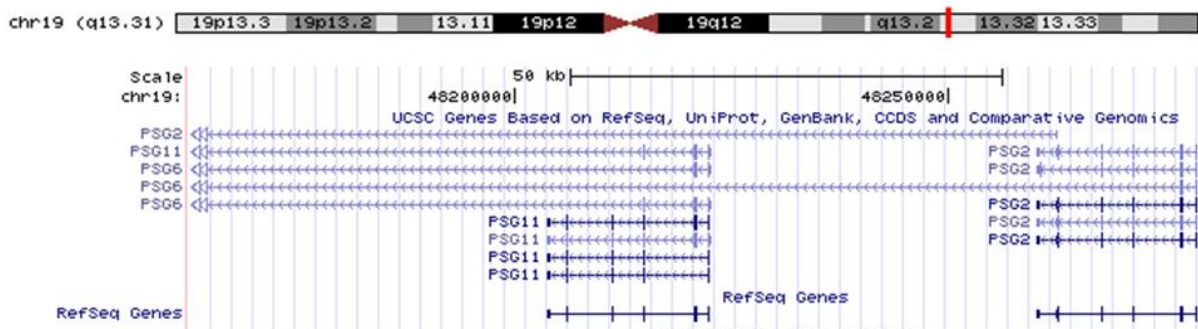 chr19 (q13.31) 19p13.3 19p13.2 13.11 19p12 19q12 q13.2 13.32 13.33
Scale 50 kb
chr19: 48200000 48250000
UCSC Genes Based on RefSeq, UniProt, GenBank, CCDS and Comparative Genomics
PSG2
PSG11 PSG2
PSG6 PSG2
PSG6
PSG6 PSG2
PSG11 PSG2
PSG11 PSG2
PSG11
PSG11
RefSeq Genes
RefSeq Genes